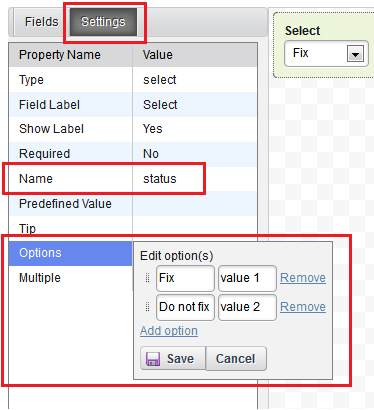 Fields Settings
Property Name Value
Type select
Field Label Select
Show Label Yes
Required No
Name status
Predefined Value
Tip
Options
Multiple
Edit option(s)
Fix value 1 Remove
Do not fix value 2 Remove
Add option
Save Cancel
Select
Fix